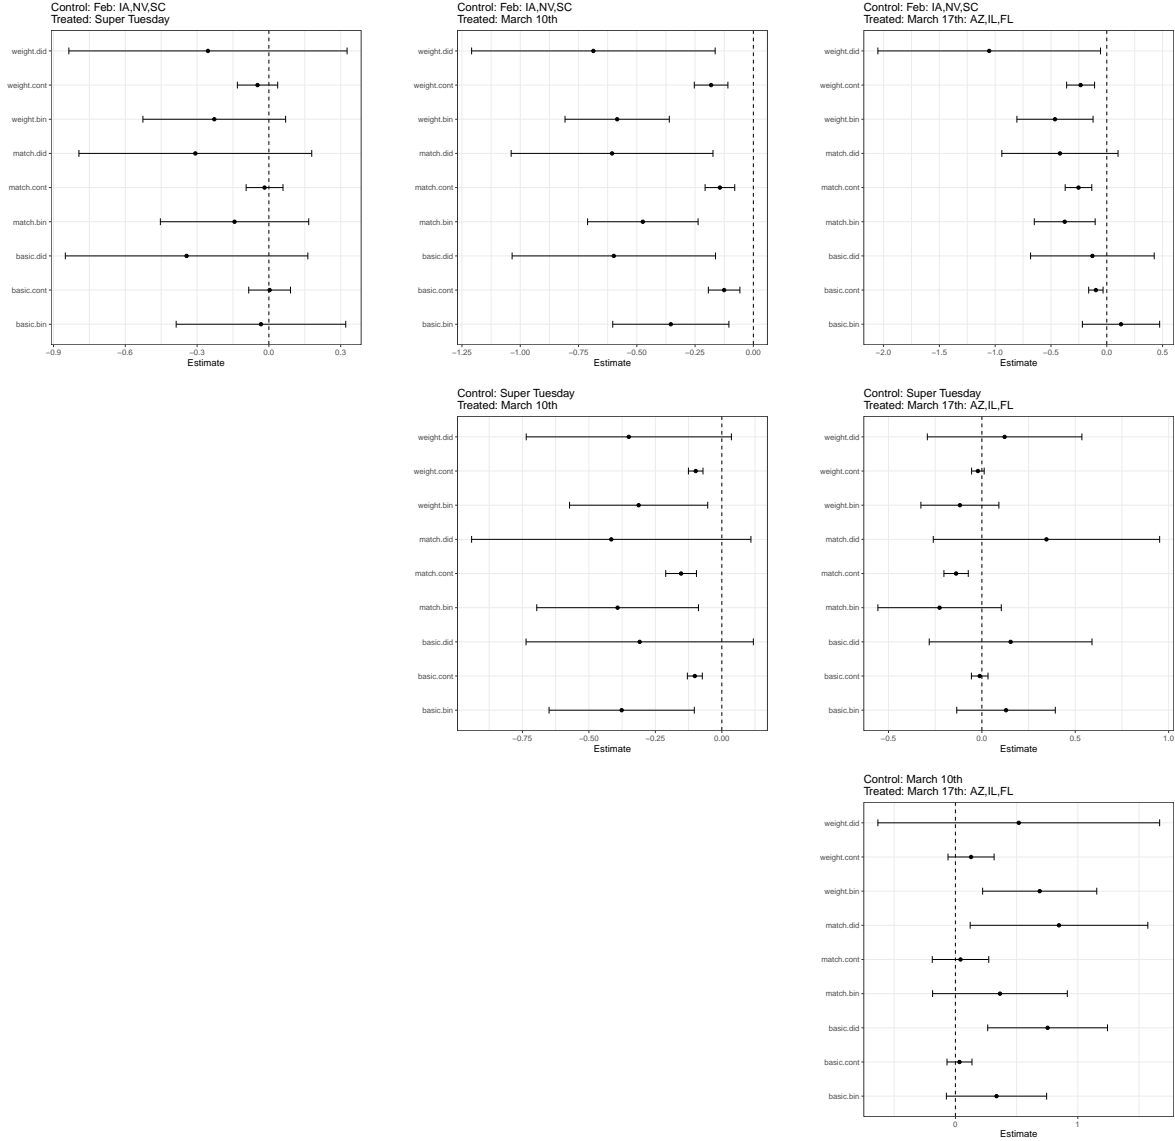 Control: Feb: IA,NV,SC
Treated: Super Tuesday
weight.did
weight.cont
weight.bin
match.did
match.cont
match.bin
basic.did
basic.cont
basic.bin
−0.9 −0.6 −0.3 0.0 0.3
Estimate
Control: Feb: IA,NV,SC
Treated: March 10th
weight.did
weight.cont
weight.bin
match.did
match.cont
match.bin
basic.did
basic.cont
basic.bin
−1.25 −1.00 −0.75 −0.50 −0.25 0.00
Estimate
Control: Feb: IA,NV,SC
Treated: March 17th: AZ,IL,FL
weight.did
weight.cont
weight.bin
match.did
match.cont
match.bin
basic.did
basic.cont
basic.bin
−2.0 −1.5 −1.0 −0.5 0.0 0.5
Estimate
Control: Super Tuesday
Treated: March 10th
weight.did
weight.cont
weight.bin
match.did
match.cont
match.bin
basic.did
basic.cont
basic.bin
−0.75 −0.50 −0.25 0.00
Estimate
Control: Super Tuesday
Treated: March 17th: AZ,IL,FL
weight.did
weight.cont
weight.bin
match.did
match.cont
match.bin
basic.did
basic.cont
basic.bin
−0.5 0.0 0.5 1.0
Estimate
Control: March 10th
Treated: March 17th: AZ,IL,FL
weight.did
weight.cont
weight.bin
match.did
match.cont
match.bin
basic.did
basic.cont
basic.bin
0 1
Estimate